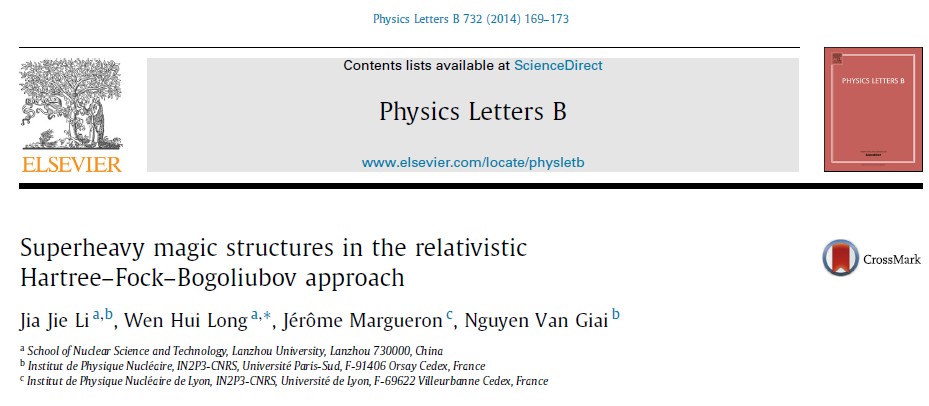 Physics Letters B 732 (2014) 169–173
Contents lists available at ScienceDirect
Physics Letters B
www.elsevier.com/locate/physletb
ELSEVIER
PHYSICS LETTERS B
Superheavy magic structures in the relativistic
Hartree–Fock–Bogoliubov approach
CrossMark
Jia Jie Li a,b, Wen Hui Long a,*, Jérôme Margueron c, Nguyen Van Giai b
a School of Nuclear Science and Technology, Lanzhou University, Lanzhou 730000, China
b Institut de Physique Nucléaire, IN2P3-CNRS, Université Paris-Sud, F-91406 Orsay Cedex, France
c Institut de Physique Nucléaire de Lyon, IN2P3-CNRS, Université de Lyon, F-69622 Villeurbanne Cedex, France